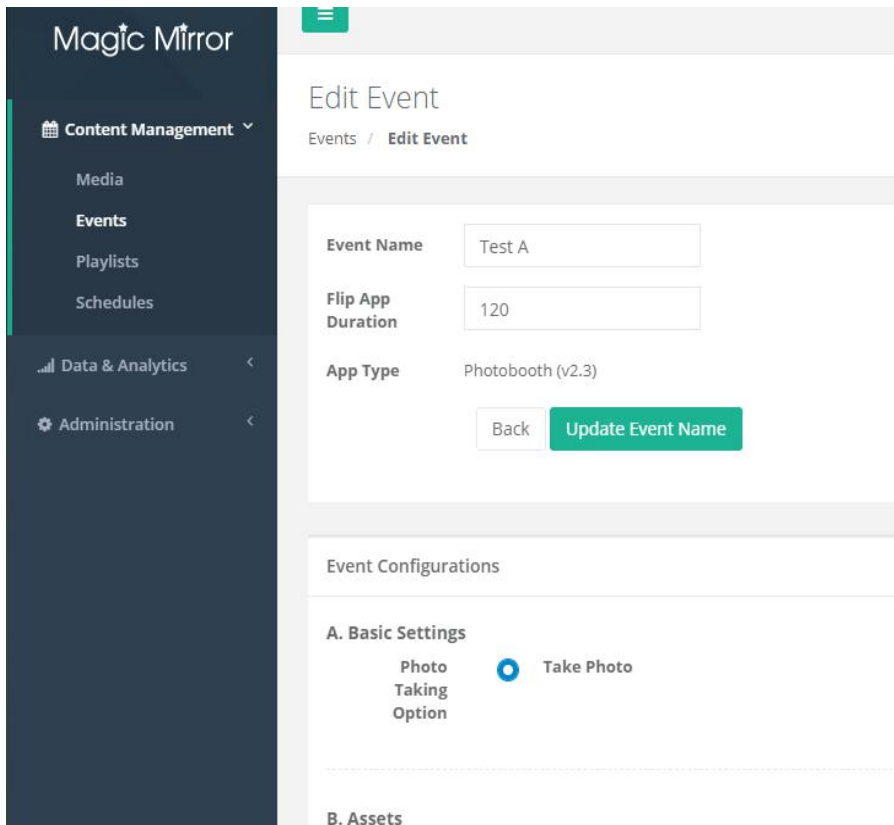 Magic Mirror
Content Management
Media
Events
Playlists
Schedules
Data & Analytics
Administration
Edit Event
Events / Edit Event
Event Name
Test A
Flip App
Duration
120
App Type
Photobooth (v2.3)
Back
Update Event Name
Event Configurations
A. Basic Settings
Photo
Taking
Option
Take Photo
B. Assets